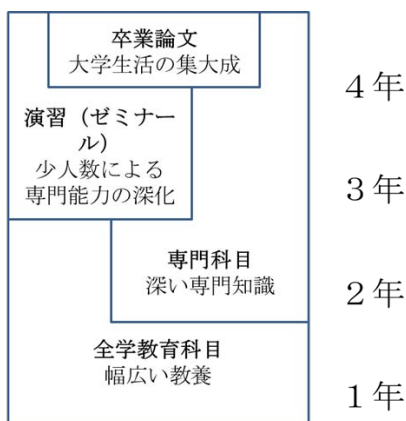 卒業論文
大学生活の集大成
４年
演習（ゼミナー
ル）
少人数による
専門能力の深化
３年
専門科目
深い専門知識
２年
全学教育科目
幅広い教養
１年